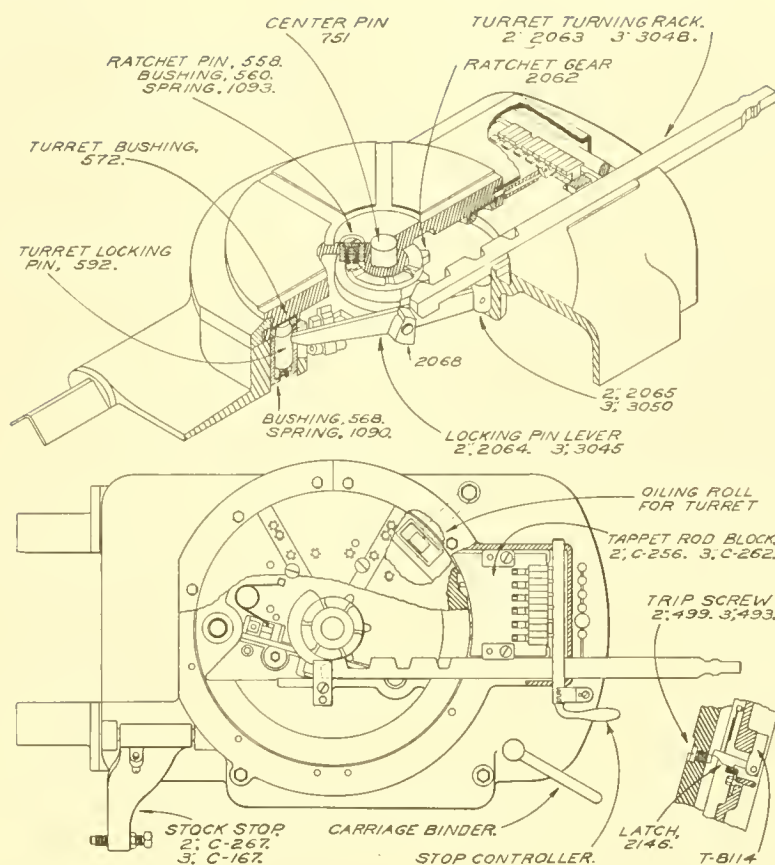 CENTER PIN
751
TURRET TURNING RACK.
2" 2063 3" 3048.
RATCHET PIN, 558.
BUSHING, 560.
SPRING, 1093.
RATCHET GEAR
2062
TURRET BUSHING,
572.
TURRET LOCKING
PIN, 592.
2068
2" 2065
3" 3050
BUSHING, 568.
SPRING, 1090.
LOCKING PIN LEVER
2" 2064. 3" 3045
OILING ROLL
FOR TURRET
TAPPET ROD BLOCK,
2", C-256. 3", C-262.
TRIP SCREW
2", 499. 3", 493.
STOCK STOP,
2", C-267.
3", C-167.
CARRIAGE BINDER.
STOP CONTROLLER.
LATCH,
2146.
T-8114